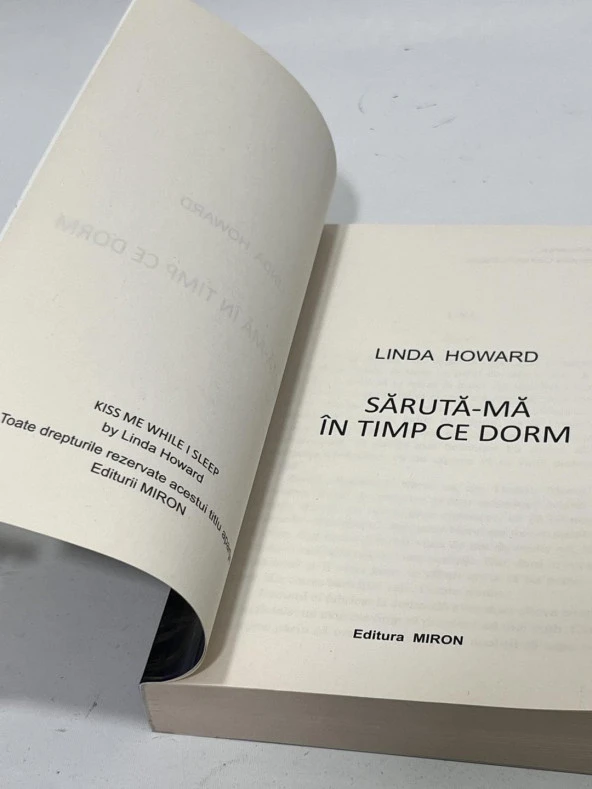 KISS ME WHILE I SLEEP
by Linda Howard
Toate drepturile rezervate acestui titlu
Editurii MIRON
LINDA HOWARD
SĂRUTĂ-MĂ
ÎN TIMP CE DORM
Editura MIRON